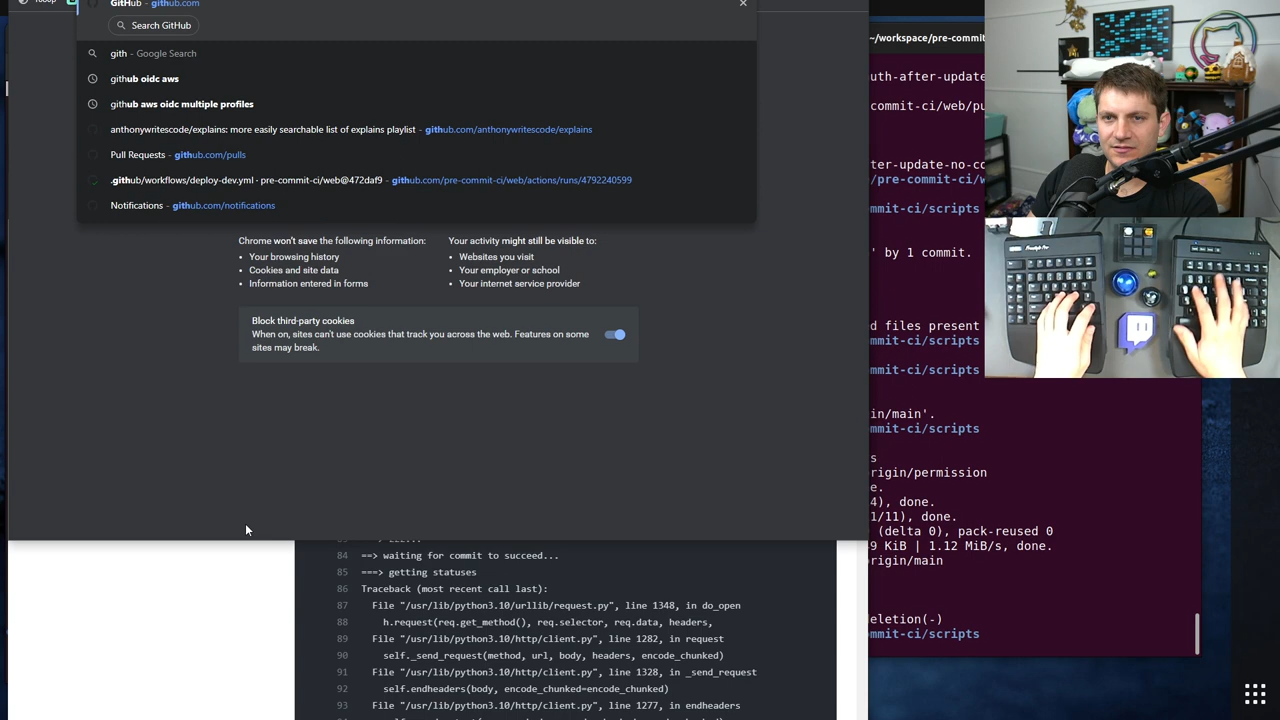 GitHub - github.com
Search GitHub
gith - Google Search
github oidc aws
github aws oidc multiple profiles
anthonywritescode/explains: more easily searchable list of explains playlist - github.com/anthonywritescode/explains
Pull Requests - github.com/pulls
.github/workflows/deploy-dev.yml · pre-commit-ci/web@472daf9 - github.com/pre-commit-ci/web/actions/runs/4792240599
Notifications - github.com/notifications
Chrome won't save the following information:
• Your browsing history
• Cookies and site data
• Information entered in forms
Your activity might still be visible to:
• Websites you visit
• Your employer or school
• Your internet service provider
Block third-party cookies
When on, sites can't use cookies that track you across the web. Features on some
sites may break.
84 ==> waiting for commit to succeed...
85 ===> getting statuses
86 Traceback (most recent call last):
87 File "/usr/lib/python3.10/urllib/request.py", line 1348, in do_open
88 h.request(req.get_method(), req.selector, req.data, headers,
89 File "/usr/lib/python3.10/http/client.py", line 1282, in request
90 self._send_request(method, url, body, headers, encode_chunked)
91 File "/usr/lib/python3.10/http/client.py", line 1328, in _send_request
92 self.endheaders(body, encode_chunked=encode_chunked)
93 File "/usr/lib/python3.10/http/client.py", line 1277, in endheaders
~/workspace/pre-commit
uth-after-update
commit-ci/web/pu
ter-update-no-co
/pre-commit-ci/w
mmit-ci/scripts
' by 1 commit.
d files present
mmit-ci/scripts
mmit-ci/scripts
in/main'.
mmit-ci/scripts
s
origin/permission
e.
4), done.
1/11), done.
(delta 0), pack-reused 0
9 KiB | 1.12 MiB/s, done.
origin/main
eletion(-)
mmit-ci/scripts